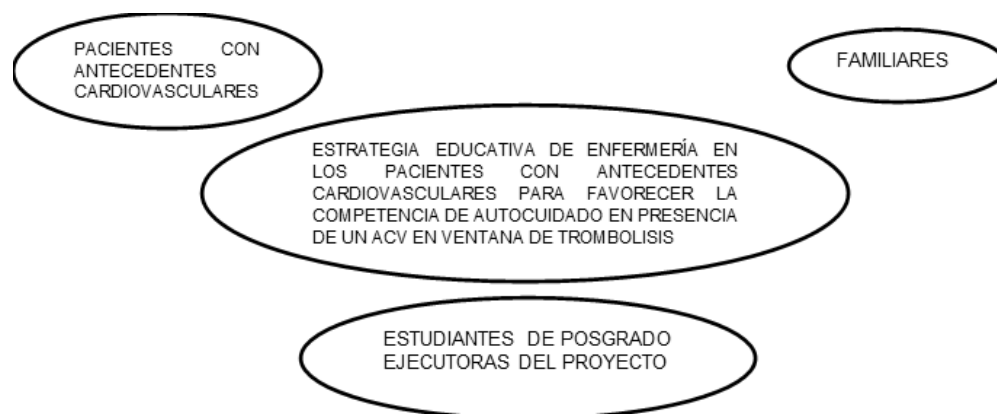 PACIENTES CON
ANTECEDENTES
CARDIOVASCULARES
FAMILIARES
ESTRATEGIA EDUCATIVA DE ENFERMERÍA EN
LOS PACIENTES CON ANTECEDENTES
CARDIOVASCULARES PARA FAVORECER LA
COMPETENCIA DE AUTOCUIDADO EN PRESENCIA
DE UN ACV EN VENTANA DE TROMBOLISIS
ESTUDIANTES DE POSGRADO
EJECUTORAS DEL PROYECTO